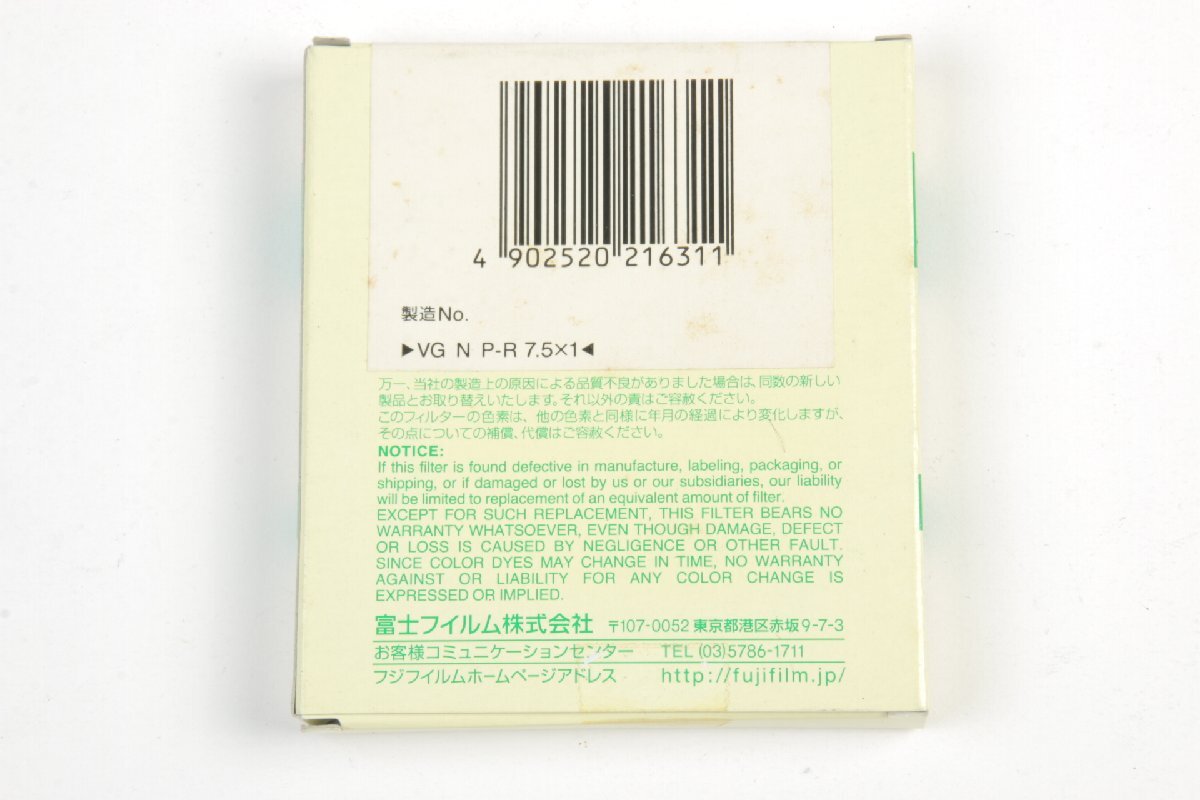 4 902520 216311
製造No.
▶VG N P-R 7.5×1◀
万一、当社の製造上の原因による品質不良がありました場合は、同数の新しい
製品とお取り替えいたします。それ以外の責はご容赦ください。
このフィルターの色素は、他の色素と同様に年月の経過により変化しますが、
その点についての補償、代償はご容赦ください。
NOTICE:
If this filter is found defective in manufacture, labeling, packaging, or
shipping, or if damaged or lost by us or our subsidiaries, our liability
will be limited to replacement of an equivalent amount of filter.
EXCEPT FOR SUCH REPLACEMENT, THIS FILTER BEARS NO
WARRANTY WHATSOEVER, EVEN THOUGH DAMAGE, DEFECT
OR LOSS IS CAUSED BY NEGLIGENCE OR OTHER FAULT.
SINCE COLOR DYES MAY CHANGE IN TIME, NO WARRANTY
AGAINST OR LIABILITY FOR ANY COLOR CHANGE IS
EXPRESSED OR IMPLIED.
富士フイルム株式会社 〒107-0052 東京都港区赤坂9-7-3
お客様コミュニケーションセンター TEL (03)5786-1711
フジフイルムホームページアドレス http://fujifilm.jp/